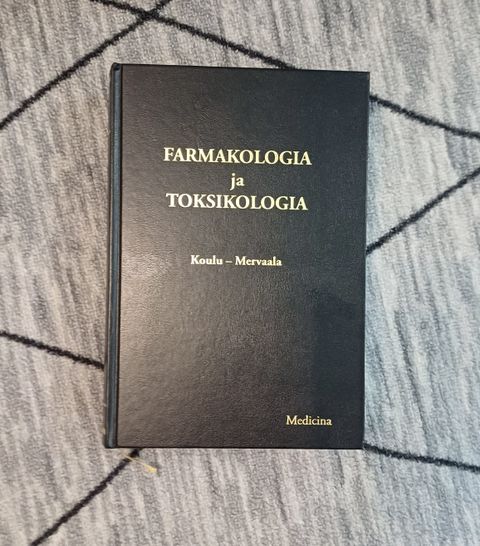 FARMAKOLOGIA
ja
TOKSIKOLOGIA
Koulu – Mervaala
Medicina